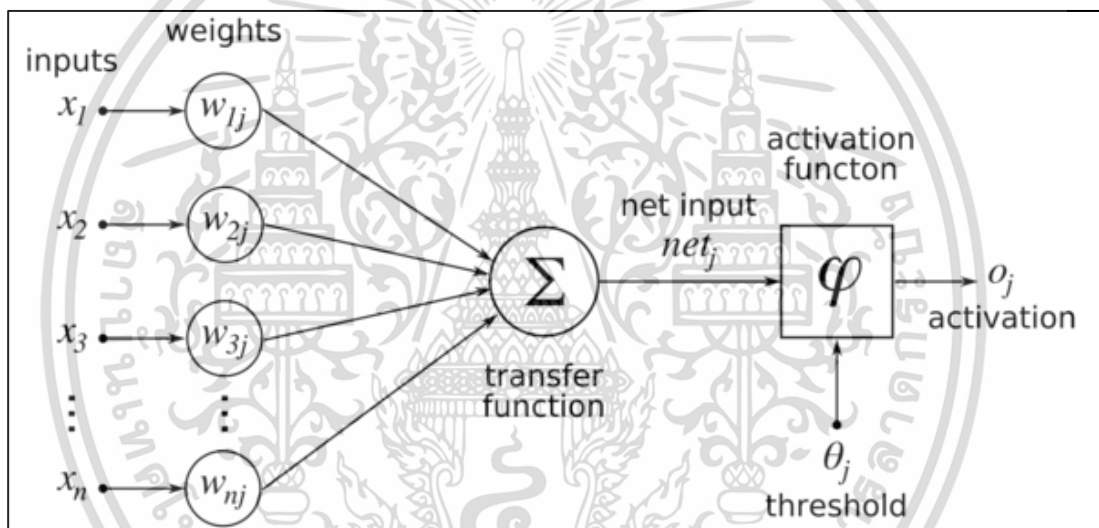 weights
inputs
x₁ w₁ⱼ
x₂ w₂ⱼ
x₃ w₃ⱼ
⋮ ⋮
xₙ wₙⱼ
Σ
transfer
function
net input
netⱼ
activation
functon
φ
oⱼ
activation
θⱼ
threshold